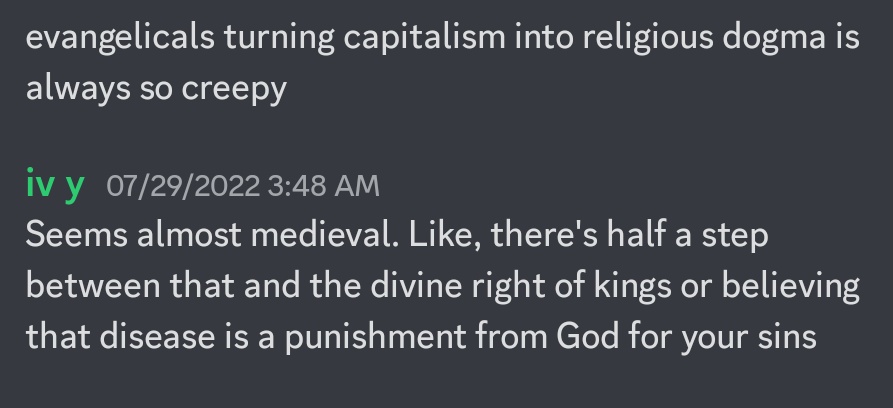 evangelicals turning capitalism into religious dogma is
always so creepy
iv y 07/29/2022 3:48 AM
Seems almost medieval. Like, there's half a step
between that and the divine right of kings or believing
that disease is a punishment from God for your sins